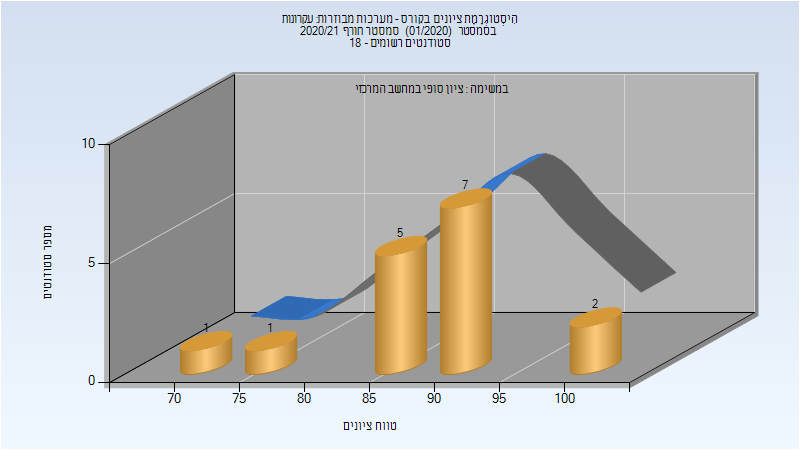 היסטוגרמת ציונים בקורס - מערכות מבוזרות: עקרונות
בסמסטר (01/2020) סמסטר חורף 2020/21
סטודנטים רשומים - 18
במשימה : ציון סופי במחשב המרכזי
10
5
0
מספר סטודנטים
1
1
5
7
2
70
75
80
85
90
95
100
טווח ציונים